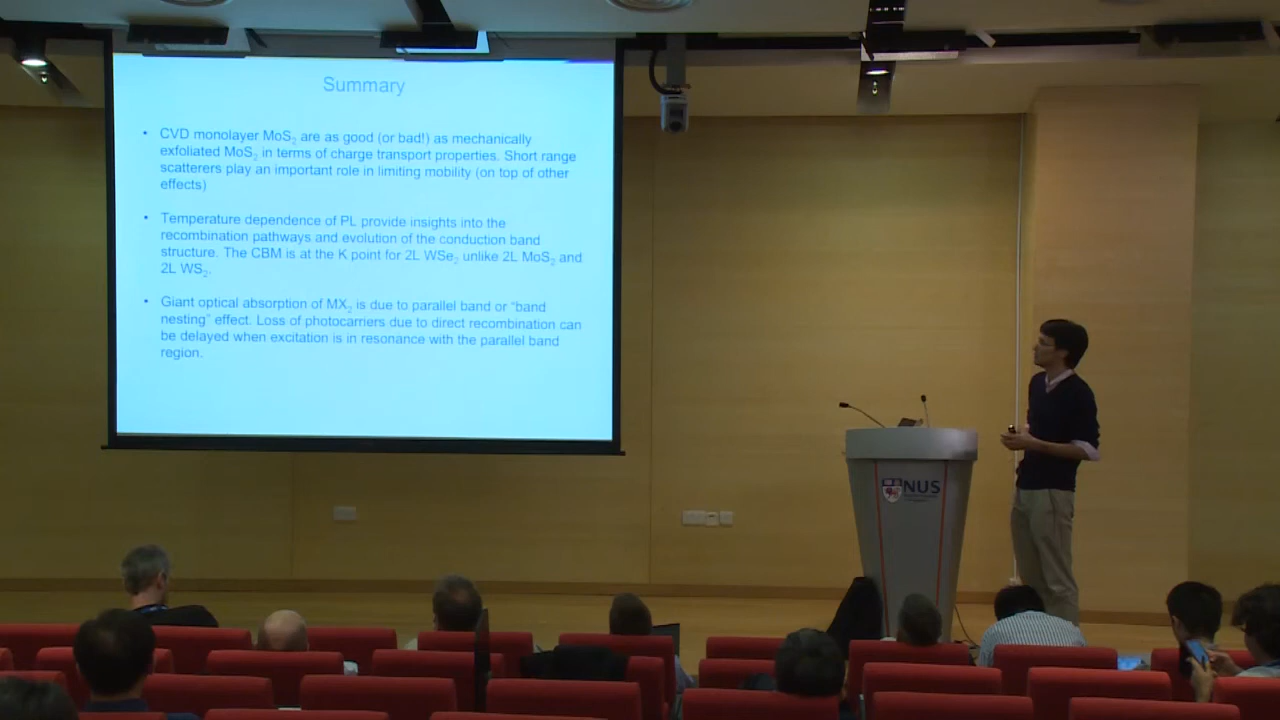 Summary
• CVD monolayer MoS2 are as good (or bad!) as mechanically
exfoliated MoS2 in terms of charge transport properties. Short range
scatterers play an important role in limiting mobility (on top of other
effects)
• Temperature dependence of PL provide insights into the
recombination pathways and evolution of the conduction band
structure. The CBM is at the K point for 2L WSe2 unlike 2L MoS2 and
2L WS2.
• Giant optical absorption of MX2 is due to parallel band or “band
nesting” effect. Loss of photocarriers due to direct recombination can
be delayed when excitation is in resonance with the parallel band
region.
NUS